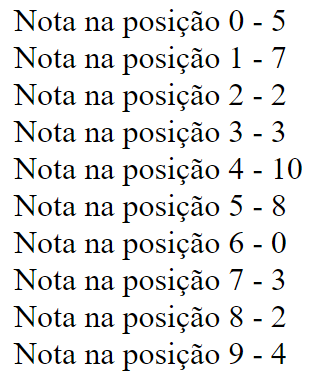 Nota na posição 0 - 5
Nota na posição 1 - 7
Nota na posição 2 - 2
Nota na posição 3 - 3
Nota na posição 4 - 10
Nota na posição 5 - 8
Nota na posição 6 - 0
Nota na posição 7 - 3
Nota na posição 8 - 2
Nota na posição 9 - 4